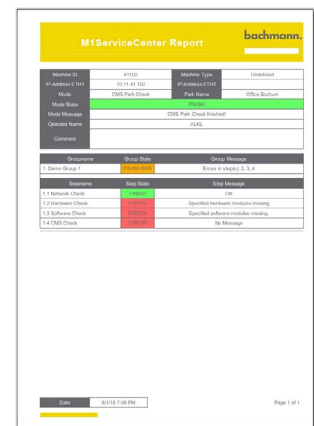 M1ServiceCenter Report
bachmann.
Machine ID 41102 Machine Type Undefined
IP-Address ETH1 10.11.41.102 IP-Address ETH2
Mode CMS Park Check Park Name Office Bochum
Mode State FINISH
Mode Message CMS Park Check finished!
Operator Name
Comment
Groupname Group State Group Message
1. Demo Group 1 FINISH ERR Errors in step(s): 2, 3, 4
Stepname Step State Step Message
1.1 Network Check FINISH OK
1.2 Hardware Check ERROR Specified hardware modules missing.
1.3 Software Check ERROR Specified software modules missing.
1.4 CMS Check ERROR No Message
Date 8/1/16 7:48 PM Page 1 of 1